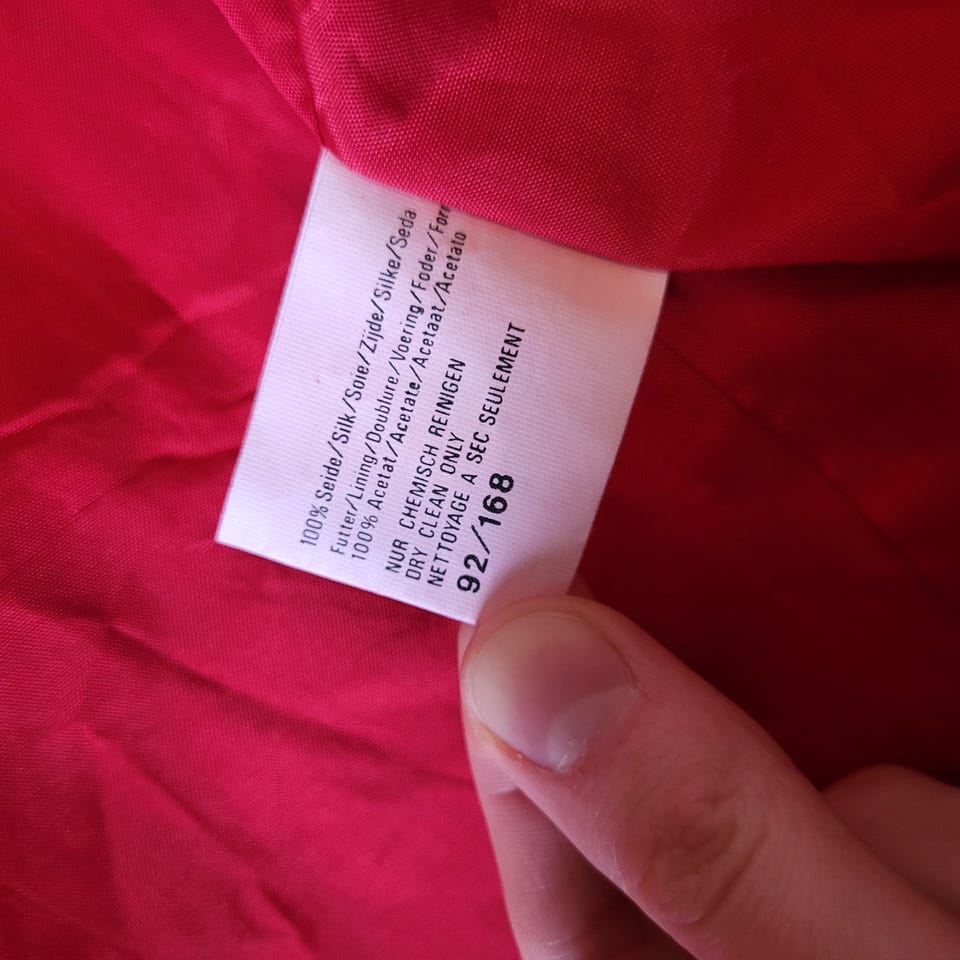 100% Seide/Silk/Soie/Zijde/Silke/Seda
Futter/Lining/Doublure/Voering/Foder/
100% Acetat/Acetate/Acetaat/Acetato
NUR CHEMISCH REINIGEN
DRY CLEAN ONLY
NETTOYAGE A SEC SEULEMENT
92/168